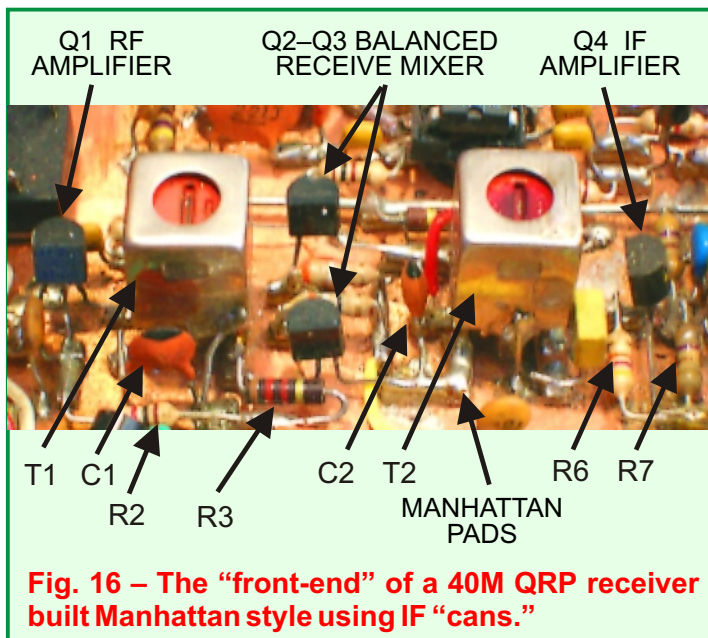 Q1 RF
AMPLIFIER
Q2–Q3 BALANCED
RECEIVE MIXER
Q4 IF
AMPLIFIER
T1
C1
R2
R3
C2
T2
MANHATTAN
PADS
R6
R7
Fig. 16 – The “front-end” of a 40M QRP receiver
built Manhattan style using IF “cans.”